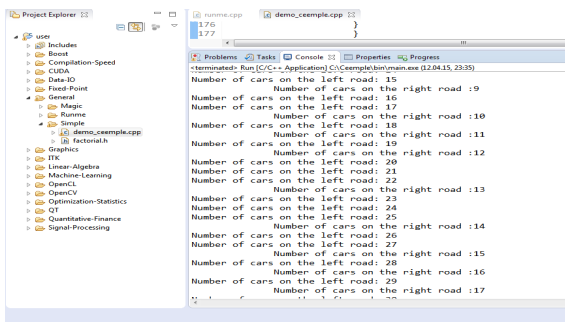 Project Explorer
user
Includes
Boost
Compilation-Speed
CUDA
Data-IO
Fixed-Point
General
Magic
Runme
Simple
demo_ceemple.cpp
factorial.h
Graphics
ITK
Linear-Algebra
Machine-Learning
OpenCL
OpenCV
Optimization-Statistics
QT
Quantitative-Finance
Signal-Processing
runme.cpp demo_ceemple.cpp
176 }
177 }
Problems Tasks Console Properties Progress
<terminated> Run [C/C++ Application] C:\Ceemple\bin\main.exe (12.04.15, 23:35)
Number of cars on the left road: 15
Number of cars on the right road :9
Number of cars on the left road: 16
Number of cars on the left road: 17
Number of cars on the right road :10
Number of cars on the left road: 18
Number of cars on the right road :11
Number of cars on the left road: 19
Number of cars on the right road :12
Number of cars on the left road: 20
Number of cars on the left road: 21
Number of cars on the left road: 22
Number of cars on the right road :13
Number of cars on the left road: 23
Number of cars on the left road: 24
Number of cars on the left road: 25
Number of cars on the right road :14
Number of cars on the left road: 26
Number of cars on the left road: 27
Number of cars on the right road :15
Number of cars on the left road: 28
Number of cars on the right road :16
Number of cars on the left road: 29
Number of cars on the right road :17